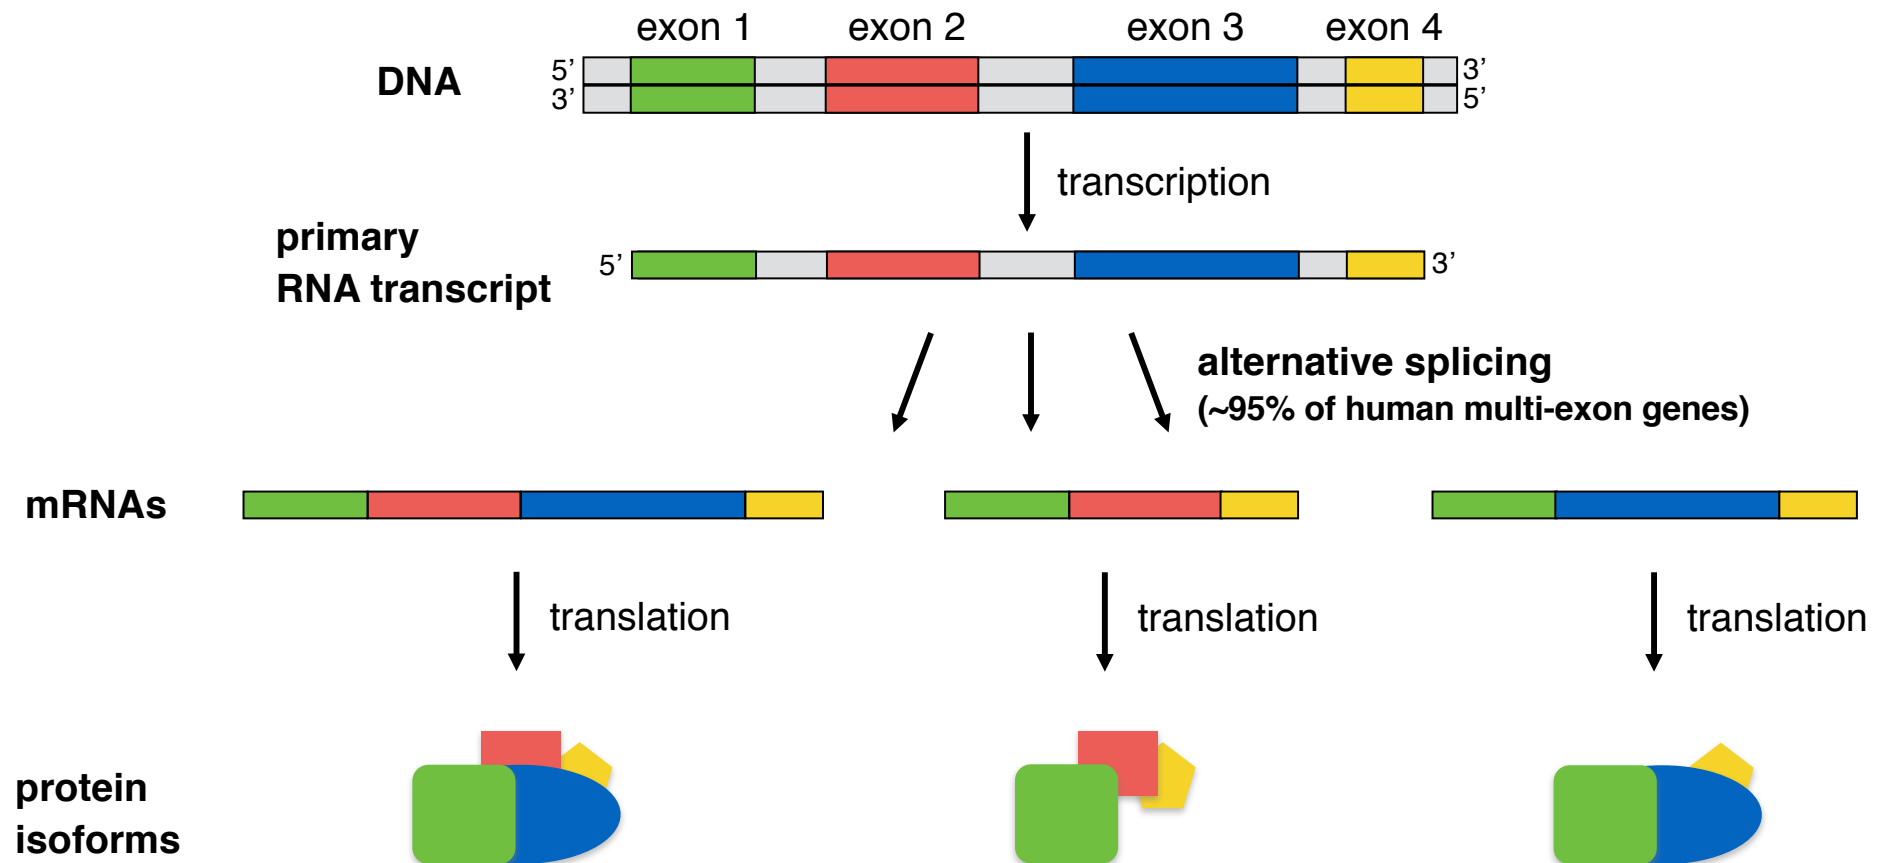 exon 1 exon 2 exon 3 exon 4
DNA
5’ 3’
3’ 5’
transcription
primary
RNA transcript
5’ 3’
alternative splicing
(~95% of human multi-exon genes)
mRNAs
translation translation translation
protein
isoforms